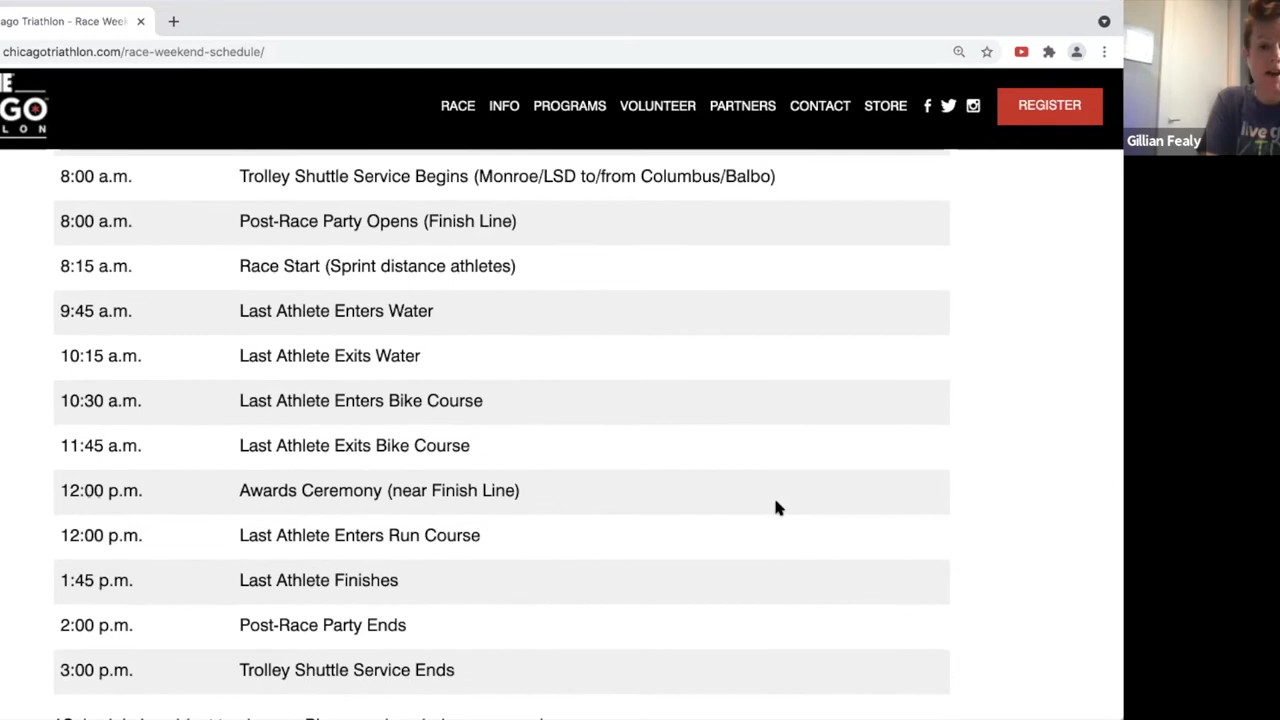 ago Triathlon - Race Week
chicagotriathlon.com/race-weekend-schedule/
GO
LON
RACE INFO PROGRAMS VOLUNTEER PARTNERS CONTACT STORE REGISTER
Gillian Fealy
live g
8:00 a.m. Trolley Shuttle Service Begins (Monroe/LSD to/from Columbus/Balbo)
8:00 a.m. Post-Race Party Opens (Finish Line)
8:15 a.m. Race Start (Sprint distance athletes)
9:45 a.m. Last Athlete Enters Water
10:15 a.m. Last Athlete Exits Water
10:30 a.m. Last Athlete Enters Bike Course
11:45 a.m. Last Athlete Exits Bike Course
12:00 p.m. Awards Ceremony (near Finish Line)
12:00 p.m. Last Athlete Enters Run Course
1:45 p.m. Last Athlete Finishes
2:00 p.m. Post-Race Party Ends
3:00 p.m. Trolley Shuttle Service Ends